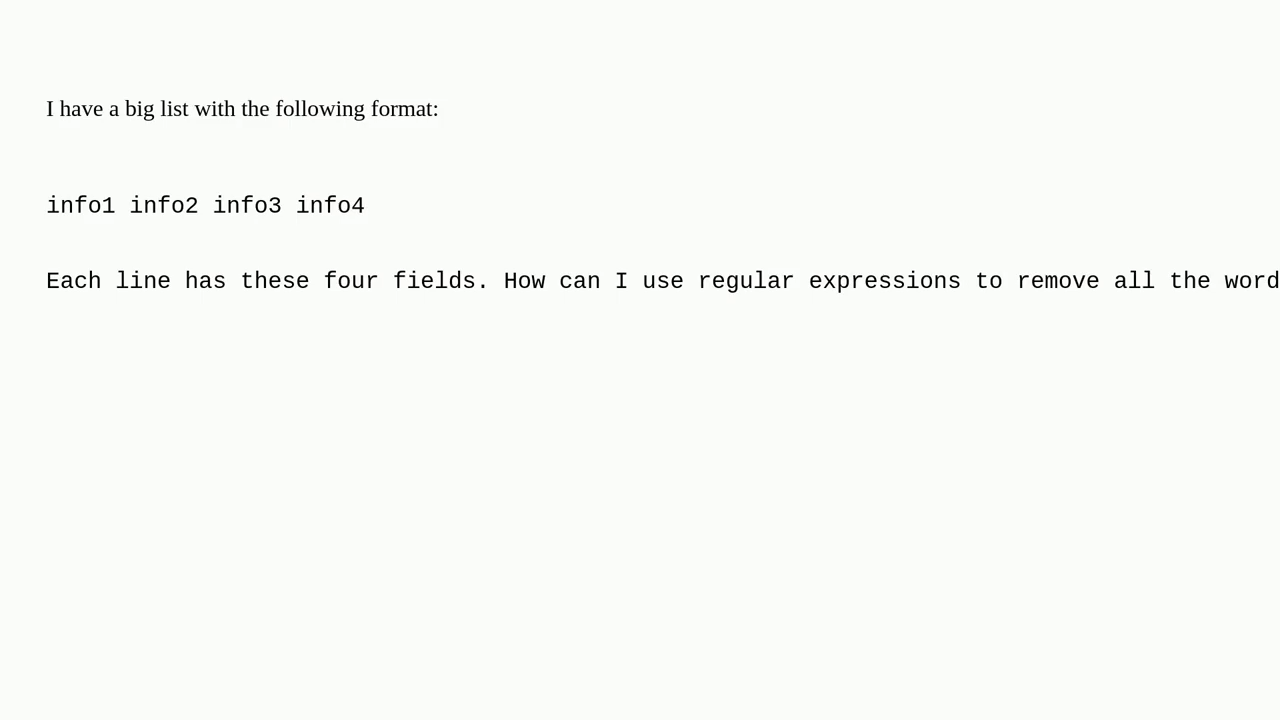 I have a big list with the following format:
info1 info2 info3 info4
Each line has these four fields. How can I use regular expressions to remove all the word